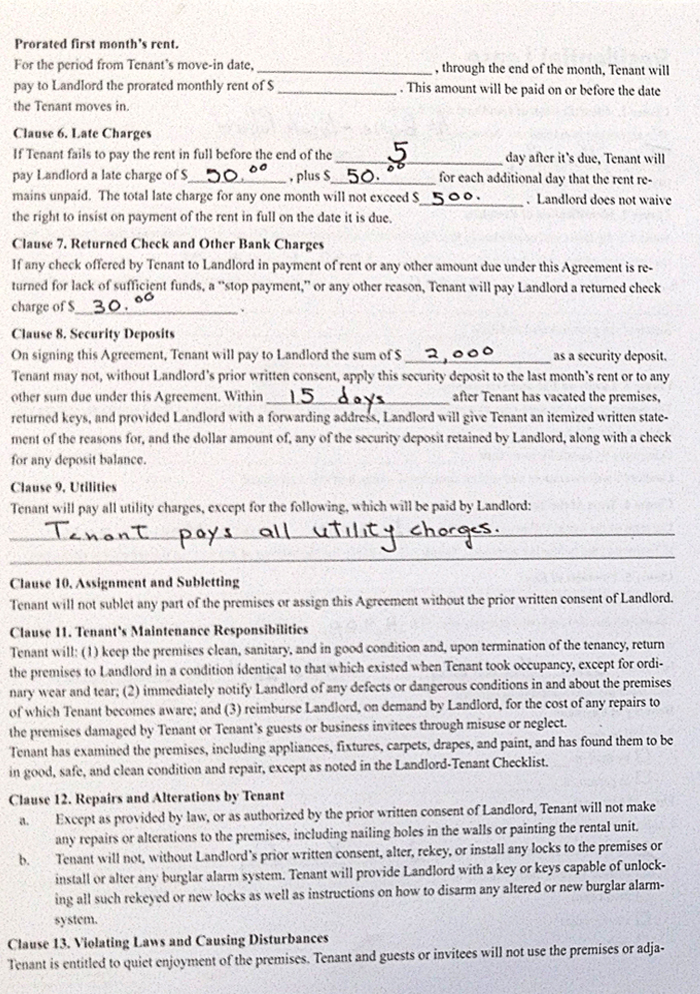 Prorated first month's rent.
For the period from Tenant's move-in date, ____________, through the end of the month, Tenant will
pay to Landlord the prorated monthly rent of $ ____________. This amount will be paid on or before the date
the Tenant moves in.
Clause 6. Late Charges
If Tenant fails to pay the rent in full before the end of the 5 day after it's due, Tenant will
pay Landlord a late charge of $ 50.00, plus $ 50.00 for each additional day that the rent re-
mains unpaid. The total late charge for any one month will not exceed $ 500. . Landlord does not waive
the right to insist on payment of the rent in full on the date it is due.
Clause 7. Returned Check and Other Bank Charges
If any check offered by Tenant to Landlord in payment of rent or any other amount due under this Agreement is re-
turned for lack of sufficient funds, a "stop payment," or any other reason, Tenant will pay Landlord a returned check
charge of $ 30.00 .
Clause 8. Security Deposits
On signing this Agreement, Tenant will pay to Landlord the sum of $ 2,000 as a security deposit.
Tenant may not, without Landlord's prior written consent, apply this security deposit to the last month's rent or to any
other sum due under this Agreement. Within 15 days after Tenant has vacated the premises,
returned keys, and provided Landlord with a forwarding address, Landlord will give Tenant an itemized written state-
ment of the reasons for, and the dollar amount of, any of the security deposit retained by Landlord, along with a check
for any deposit balance.
Clause 9. Utilities
Tenant will pay all utility charges, except for the following, which will be paid by Landlord:
Tenant pays all utility charges.
Clause 10. Assignment and Subletting
Tenant will not sublet any part of the premises or assign this Agreement without the prior written consent of Landlord.
Clause 11. Tenant's Maintenance Responsibilities
Tenant will: (1) keep the premises clean, sanitary, and in good condition and, upon termination of the tenancy, return
the premises to Landlord in a condition identical to that which existed when Tenant took occupancy, except for ordi-
nary wear and tear; (2) immediately notify Landlord of any defects or dangerous conditions in and about the premises
of which Tenant becomes aware; and (3) reimburse Landlord, on demand by Landlord, for the cost of any repairs to
the premises damaged by Tenant or Tenant's guests or business invitees through misuse or neglect.
Tenant has examined the premises, including appliances, fixtures, carpets, drapes, and paint, and has found them to be
in good, safe, and clean condition and repair, except as noted in the Landlord-Tenant Checklist.
Clause 12. Repairs and Alterations by Tenant
a. Except as provided by law, or as authorized by the prior written consent of Landlord, Tenant will not make
any repairs or alterations to the premises, including nailing holes in the walls or painting the rental unit.
b. Tenant will not, without Landlord's prior written consent, alter, rekey, or install any locks to the premises or
install or alter any burglar alarm system. Tenant will provide Landlord with a key or keys capable of unlock-
ing all such rekeyed or new locks as well as instructions on how to disarm any altered or new burglar alarm-
system.
Clause 13. Violating Laws and Causing Disturbances
Tenant is entitled to quiet enjoyment of the premises. Tenant and guests or invitees will not use the premises or adja-